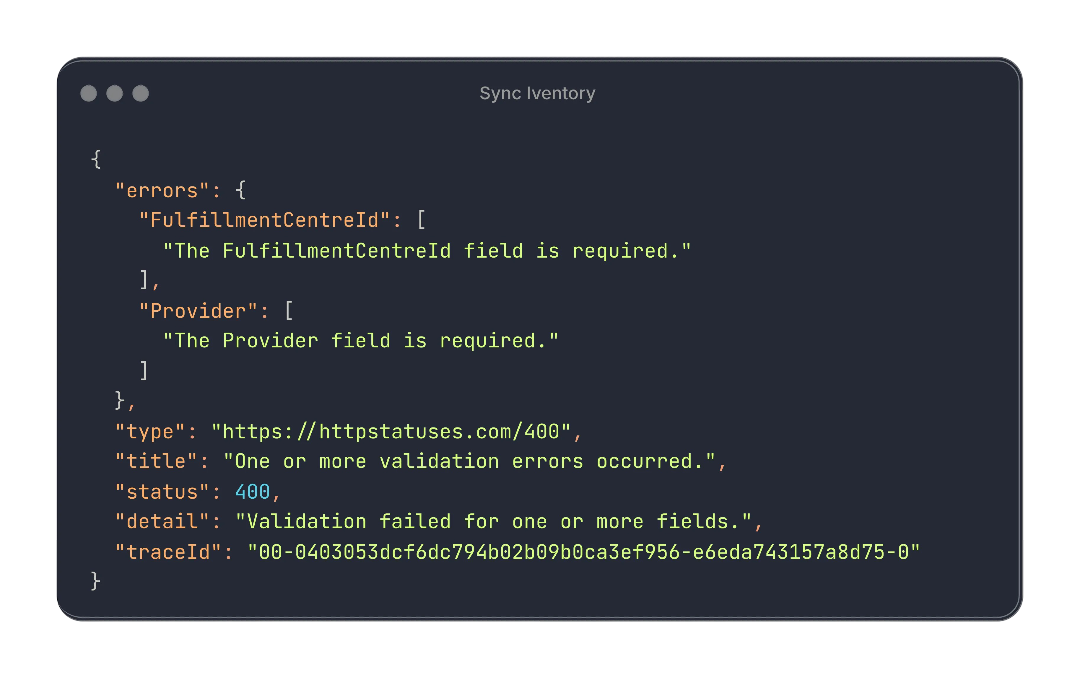 Sync Iventory
{
  "errors": {
    "FulfillmentCentreId": [
      "The FulfillmentCentreId field is required."
    ],
    "Provider": [
      "The Provider field is required."
    ]
  },
  "type": "https://httpstatuses.com/400",
  "title": "One or more validation errors occurred.",
  "status": 400,
  "detail": "Validation failed for one or more fields.",
  "traceId": "00-0403053dcf6dc794b02b09b0ca3ef956-e6eda743157a8d75-0"
}